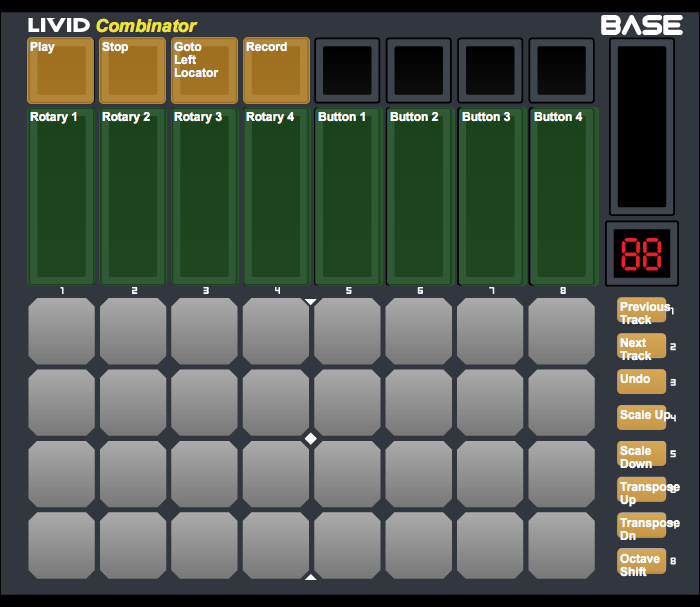 LIVID Combinator BASE
Play Stop Goto Left Locator Record
Rotary 1 Rotary 2 Rotary 3 Rotary 4 Button 1 Button 2 Button 3 Button 4
88
1 2 3 4 5 6 7 8
Previous Track 1
Next Track 2
Undo 3
Scale Up 4
Scale Down 5
Transpose Up 6
Transpose Dn 7
Octave Shift 8